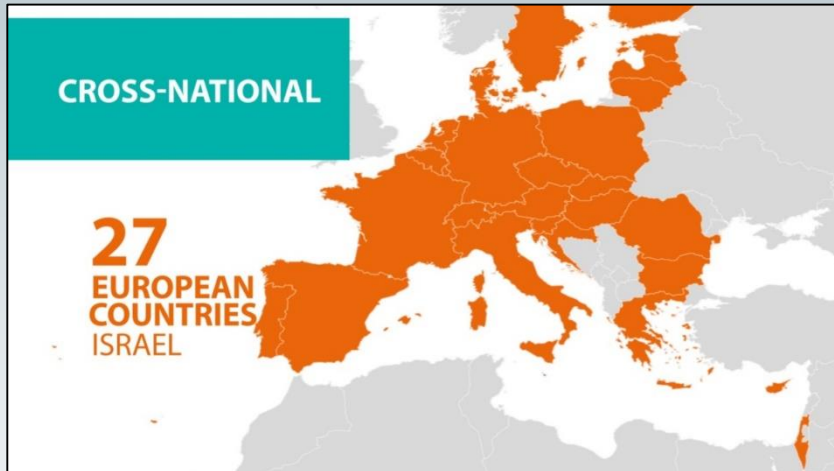 CROSS-NATIONAL
27
EUROPEAN
COUNTRIES
ISRAEL